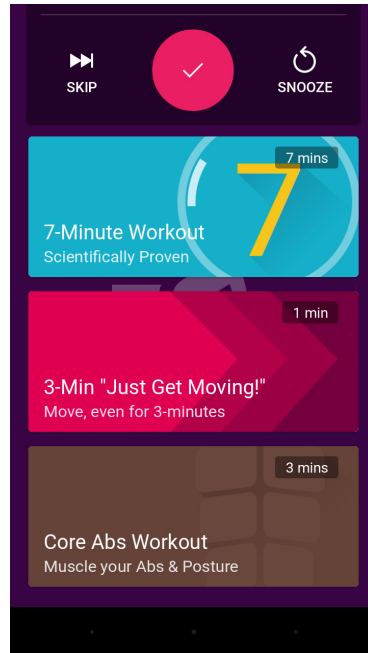 SKIP
SNOOZE
7 mins
7
7-Minute Workout
Scientifically Proven
1 min
3-Min "Just Get Moving!"
Move, even for 3-minutes
3 mins
Core Abs Workout
Muscle your Abs & Posture